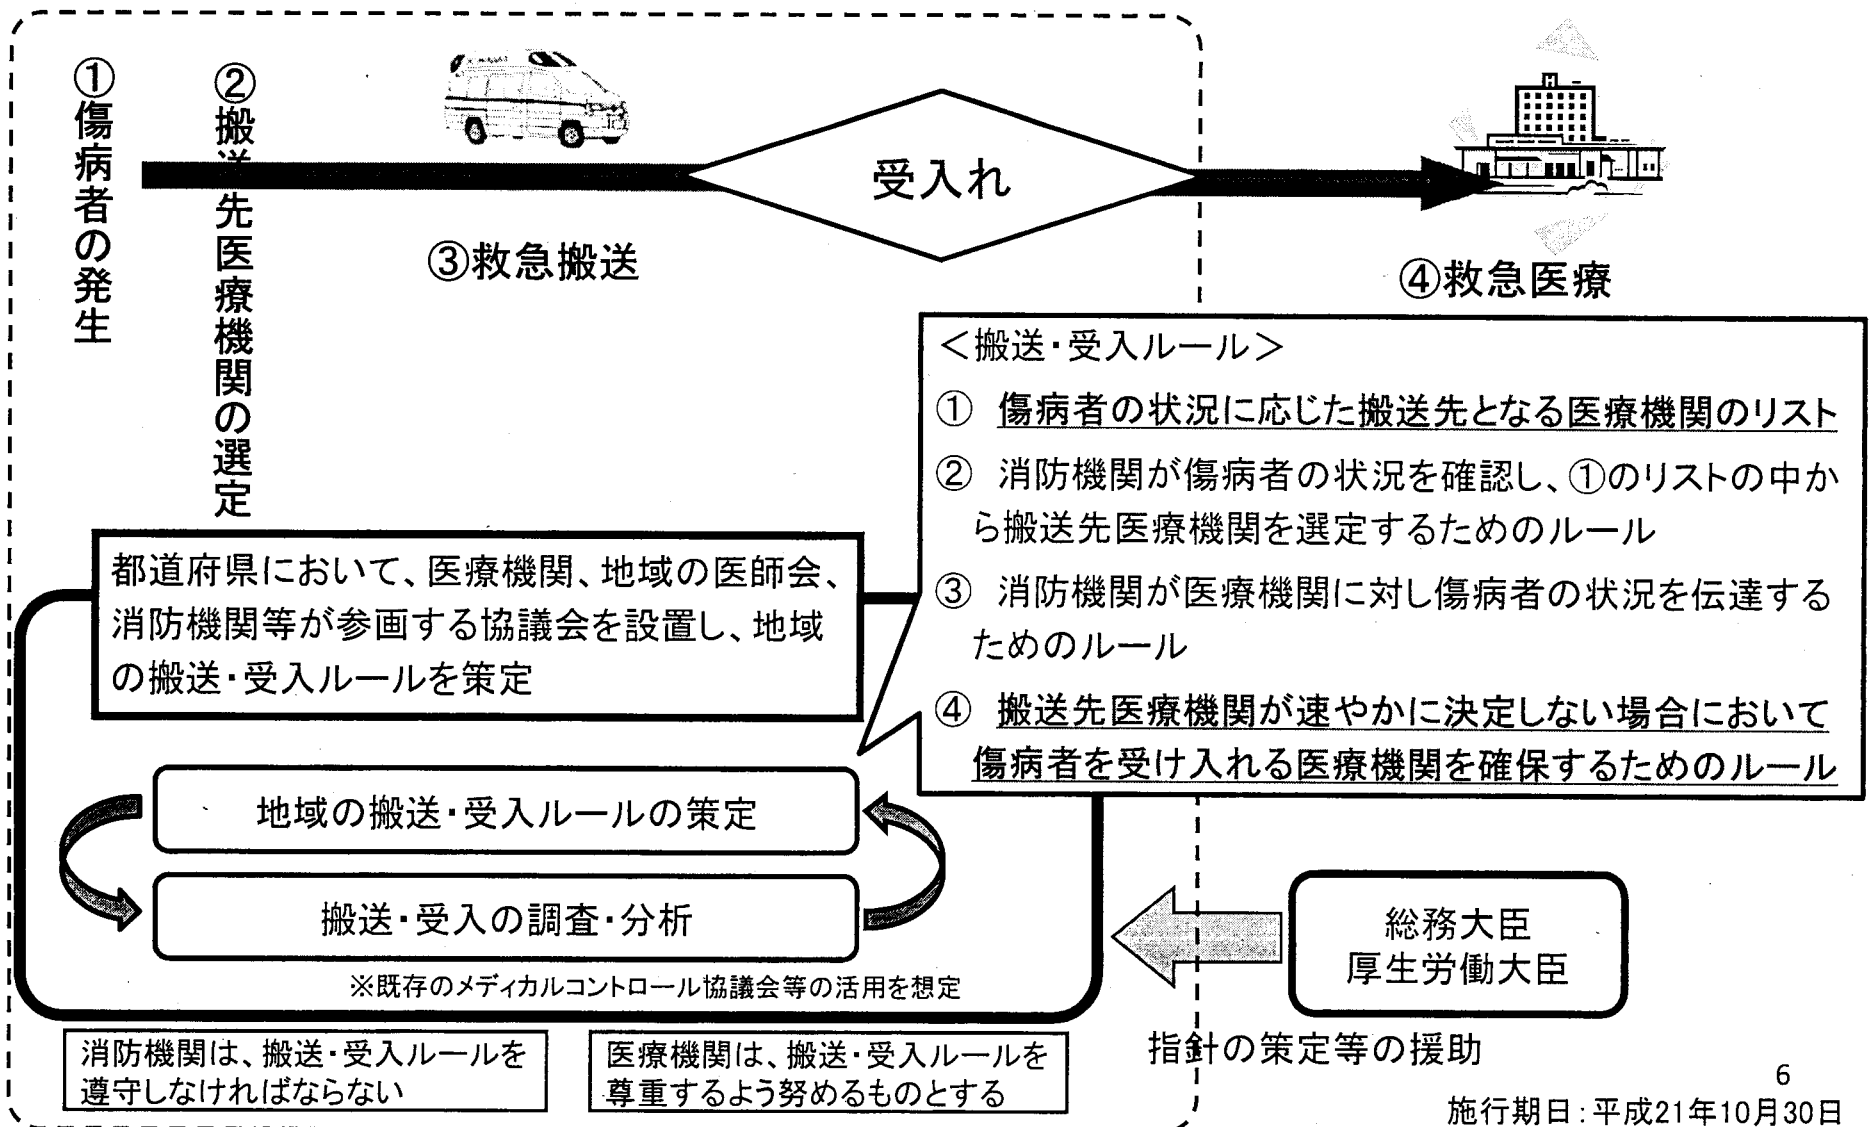 ①傷病者の発生
②搬送先医療機関の選定
受入れ
③救急搬送
④救急医療
＜搬送・受入ルール＞
① 傷病者の状況に応じた搬送先となる医療機関のリスト
② 消防機関が傷病者の状況を確認し、①のリストの中か
ら搬送先医療機関を選定するためのルール
③ 消防機関が医療機関に対し傷病者の状況を伝達する
ためのルール
④ 搬送先医療機関が速やかに決定しない場合において
傷病者を受け入れる医療機関を確保するためのルール
都道府県において、医療機関、地域の医師会、
消防機関等が参画する協議会を設置し、地域
の搬送・受入ルールを策定
地域の搬送・受入ルールの策定
搬送・受入の調査・分析
※既存のメディカルコントロール協議会等の活用を想定
総務大臣
厚生労働大臣
指針の策定等の援助
消防機関は、搬送・受入ルールを
遵守しなければならない
医療機関は、搬送・受入ルールを
尊重するよう努めるものとする
6
施行期日：平成21年10月30日